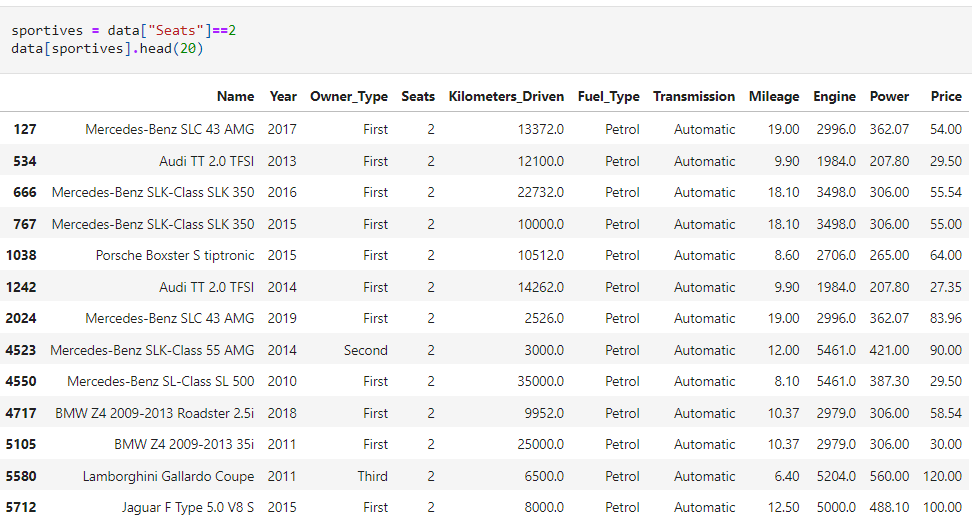 sportives = data["Seats"]==2
data[sportives].head(20)
Name Year Owner_Type Seats Kilometers_Driven Fuel_Type Transmission Mileage Engine Power Price
127 Mercedes-Benz SLC 43 AMG 2017 First 2 13372.0 Petrol Automatic 19.00 2996.0 362.07 54.00
534 Audi TT 2.0 TFSI 2013 First 2 12100.0 Petrol Automatic 9.90 1984.0 207.80 29.50
666 Mercedes-Benz SLK-Class SLK 350 2016 First 2 22732.0 Petrol Automatic 18.10 3498.0 306.00 55.54
767 Mercedes-Benz SLK-Class SLK 350 2015 First 2 10000.0 Petrol Automatic 18.10 3498.0 306.00 55.00
1038 Porsche Boxster S tiptronic 2015 First 2 10512.0 Petrol Automatic 8.60 2706.0 265.00 64.00
1242 Audi TT 2.0 TFSI 2014 First 2 14262.0 Petrol Automatic 9.90 1984.0 207.80 27.35
2024 Mercedes-Benz SLC 43 AMG 2019 First 2 2526.0 Petrol Automatic 19.00 2996.0 362.07 83.96
4523 Mercedes-Benz SLK-Class 55 AMG 2014 Second 2 3000.0 Petrol Automatic 12.00 5461.0 421.00 90.00
4550 Mercedes-Benz SL-Class SL 500 2010 First 2 35000.0 Petrol Automatic 8.10 5461.0 387.30 29.50
4717 BMW Z4 2009-2013 Roadster 2.5i 2018 First 2 9952.0 Petrol Automatic 10.37 2979.0 306.00 58.54
5105 BMW Z4 2009-2013 35i 2011 First 2 25000.0 Petrol Automatic 10.37 2979.0 306.00 30.00
5580 Lamborghini Gallardo Coupe 2011 Third 2 6500.0 Petrol Automatic 6.40 5204.0 560.00 120.00
5712 Jaguar F Type 5.0 V8 S 2015 First 2 8000.0 Petrol Automatic 12.50 5000.0 488.10 100.00